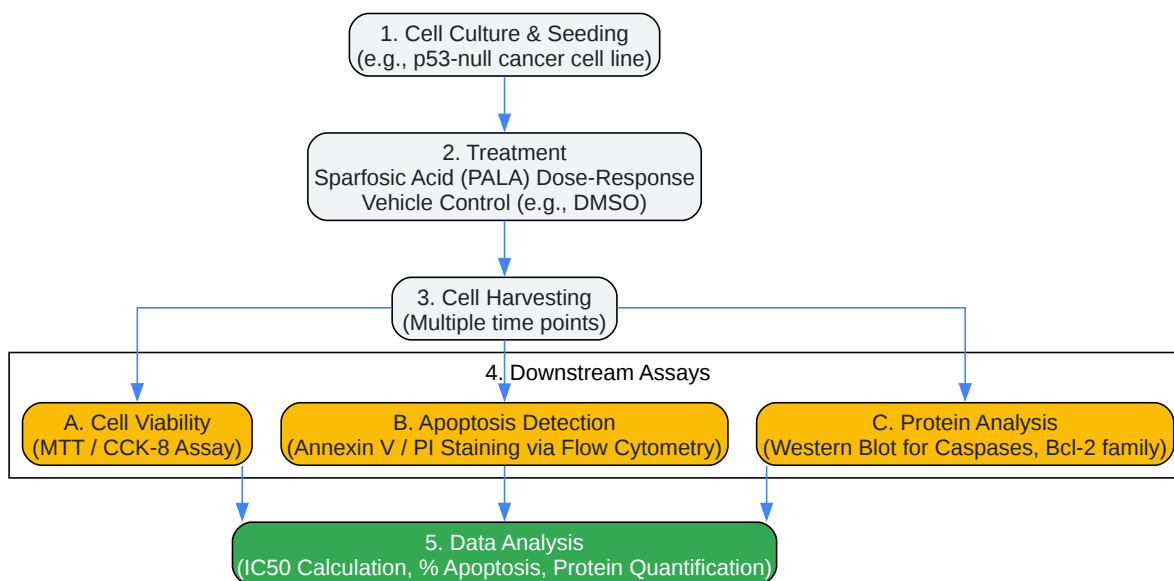 1. Cell Culture & Seeding
(e.g., p53-null cancer cell line)
2. Treatment
Sparfosic Acid (PALA) Dose-Response
Vehicle Control (e.g., DMSO)
3. Cell Harvesting
(Multiple time points)
4. Downstream Assays
A. Cell Viability
(MTT / CCK-8 Assay)
B. Apoptosis Detection
(Annexin V / PI Staining via Flow Cytometry)
C. Protein Analysis
(Western Blot for Caspases, Bcl-2 family)
5. Data Analysis
(IC50 Calculation, % Apoptosis, Protein Quantification)